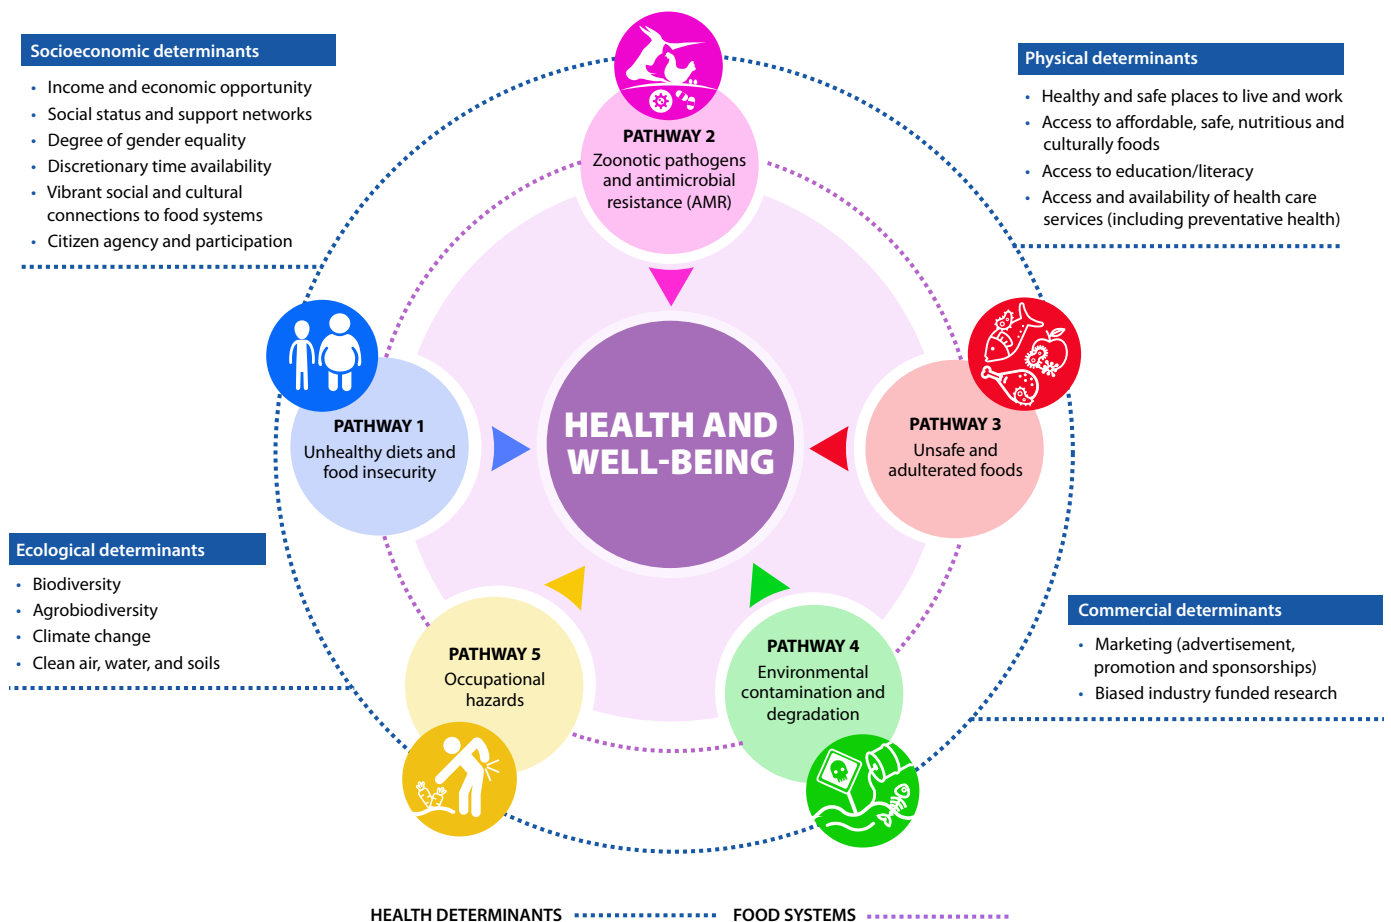 Socioeconomic determinants
• Income and economic opportunity
• Social status and support networks
• Degree of gender equality
• Discretionary time availability
• Vibrant social and cultural
connections to food systems
• Citizen agency and participation
Physical determinants
• Healthy and safe places to live and work
• Access to affordable, safe, nutritious and
culturally foods
• Access to education/literacy
• Access and availability of health care
services (including preventative health)
PATHWAY 2
Zoonotic pathogens
and antimicrobial
resistance (AMR)
PATHWAY 1
Unhealthy diets and
food insecurity
HEALTH AND
WELL-BEING
PATHWAY 3
Unsafe and
adulterated foods
Ecological determinants
• Biodiversity
• Agrobiodiversity
• Climate change
• Clean air, water, and soils
PATHWAY 5
Occupational
hazards
PATHWAY 4
Environmental
contamination and
degradation
Commercial determinants
• Marketing (advertisement,
promotion and sponsorships)
• Biased industry funded research
HEALTH DETERMINANTS
FOOD SYSTEMS